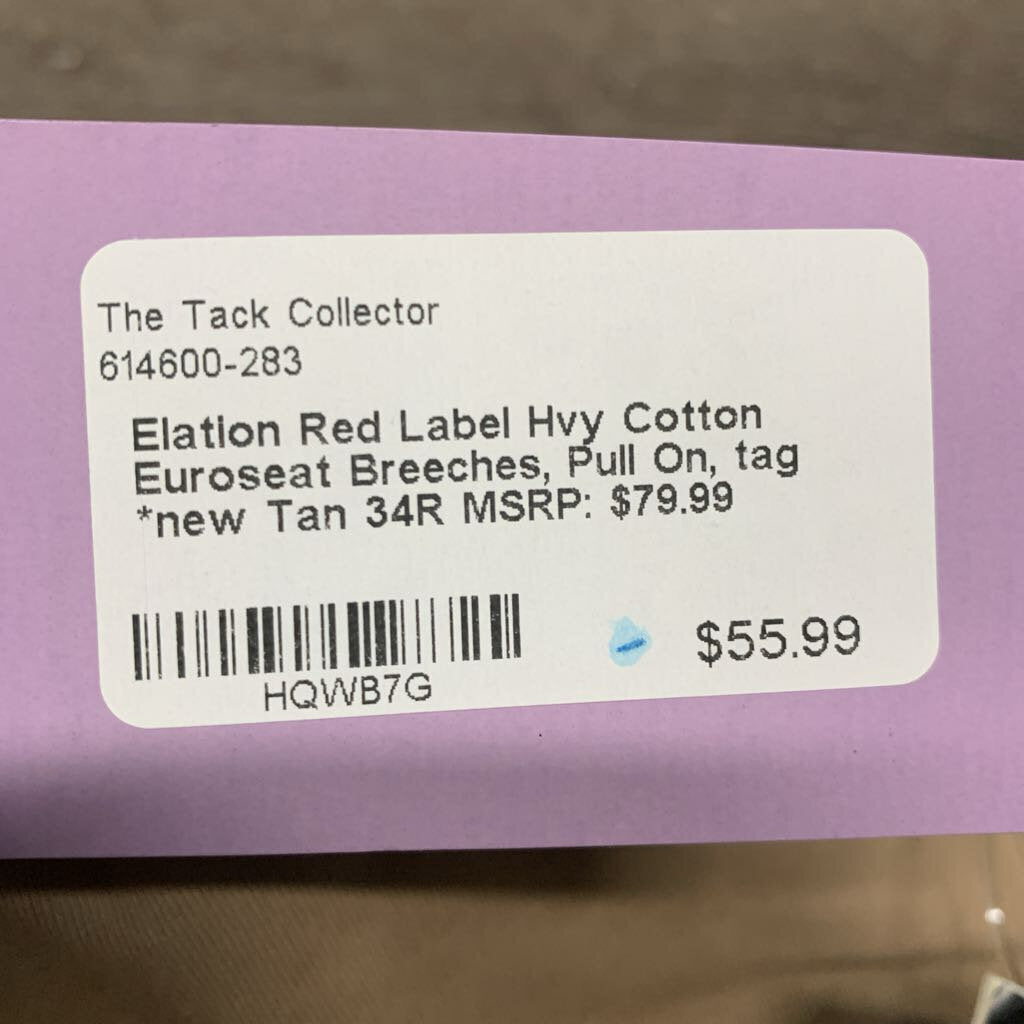 The Tack Collector
614600-283
Elation Red Label Hvy Cotton
Euroseat Breeches, Pull On, tag
*new Tan 34R MSRP: $79.99
$55.99
HQWB7G